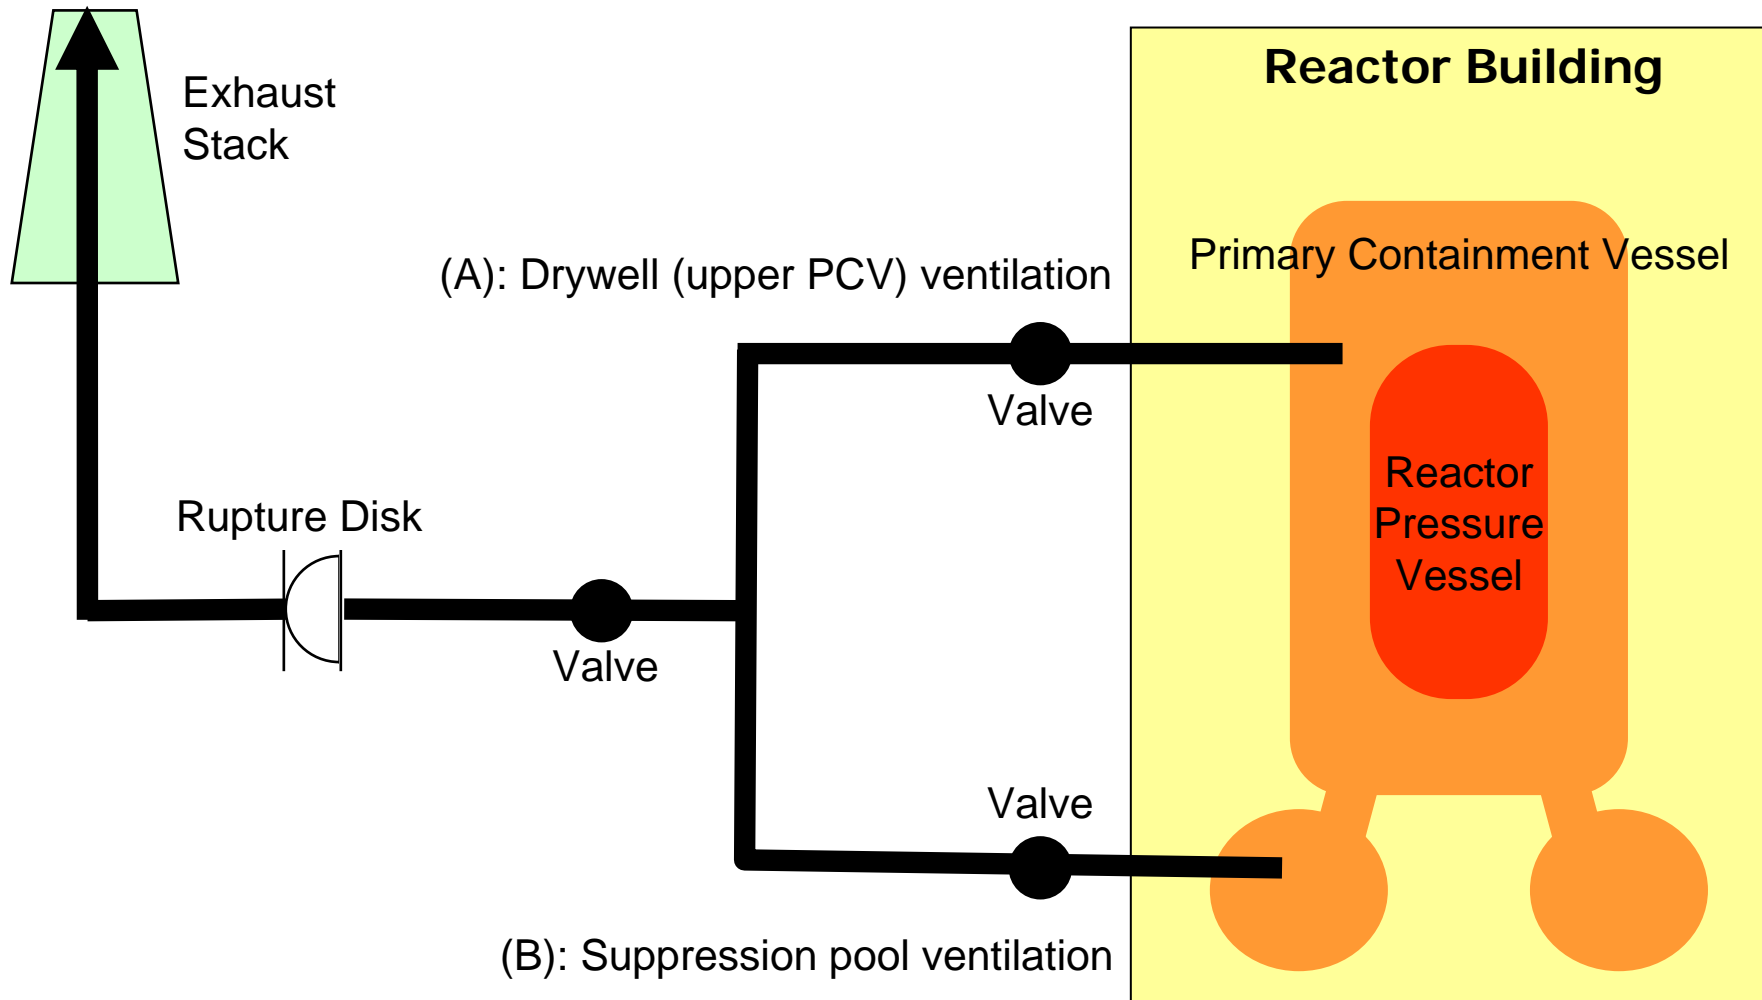 Reactor Building
Exhaust
Stack
Primary Containment Vessel
(A): Drywell (upper PCV) ventilation
Valve
Reactor
Pressure
Vessel
Rupture Disk
Valve
Valve
(B): Suppression pool ventilation